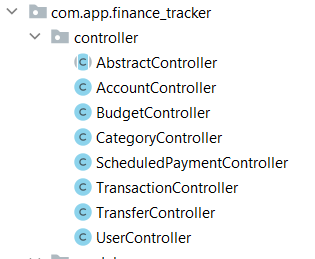 com.app.finance_tracker
controller
C AbstractController
C AccountController
C BudgetController
C CategoryController
C ScheduledPaymentController
C TransactionController
C TransferController
C UserController